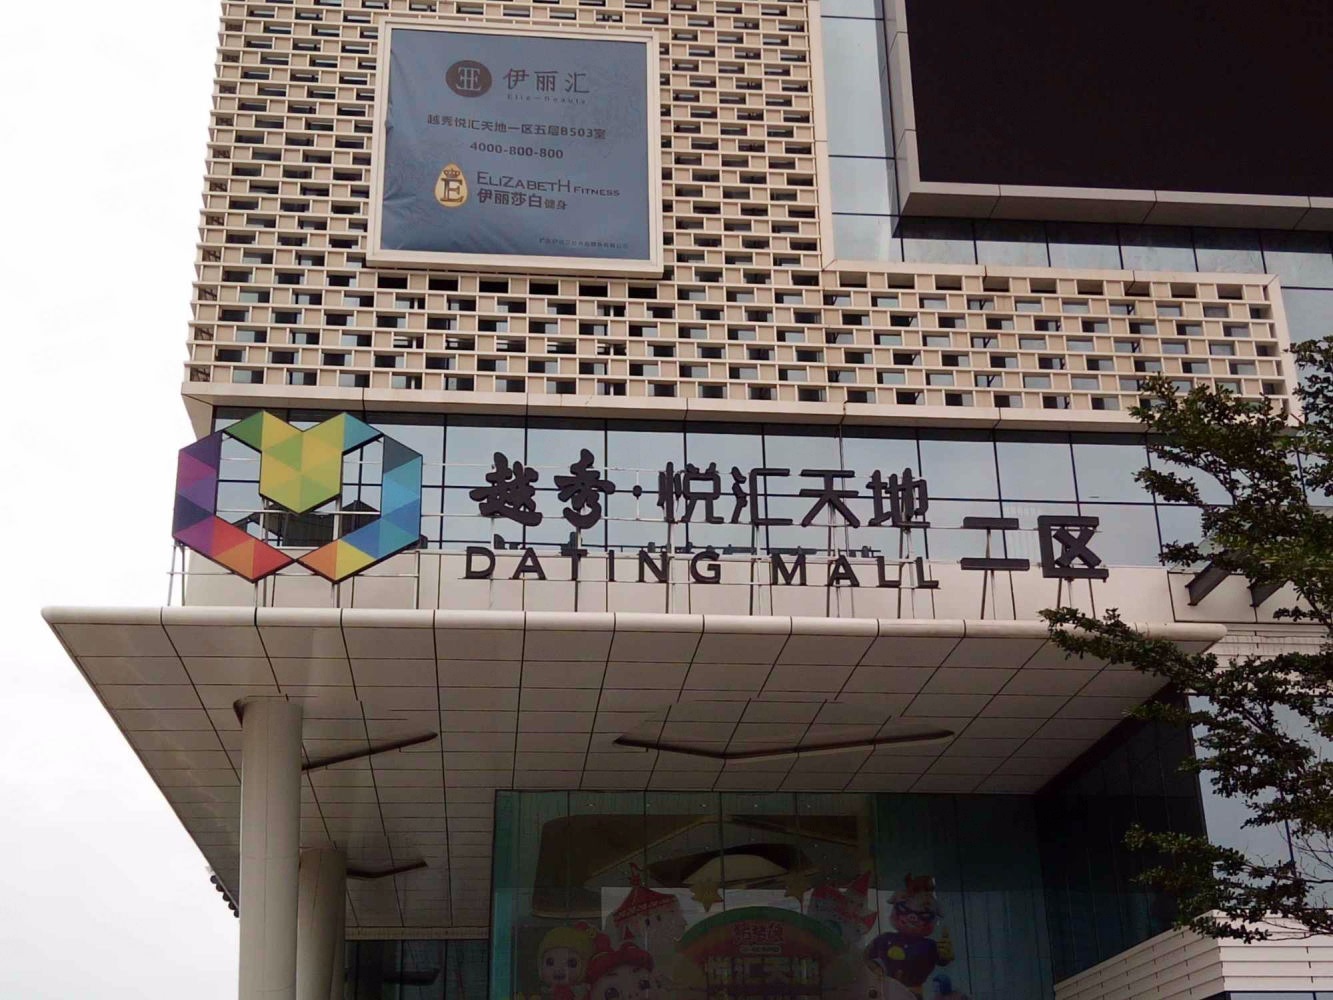 伊丽汇
Elie-Beauty
越秀悦汇天地一区五层B503室
4000-800-800
E
ELIZABETH FITNESS
伊丽莎白健身
越秀·悦汇天地 二区
DATING MALL
悦汇天地